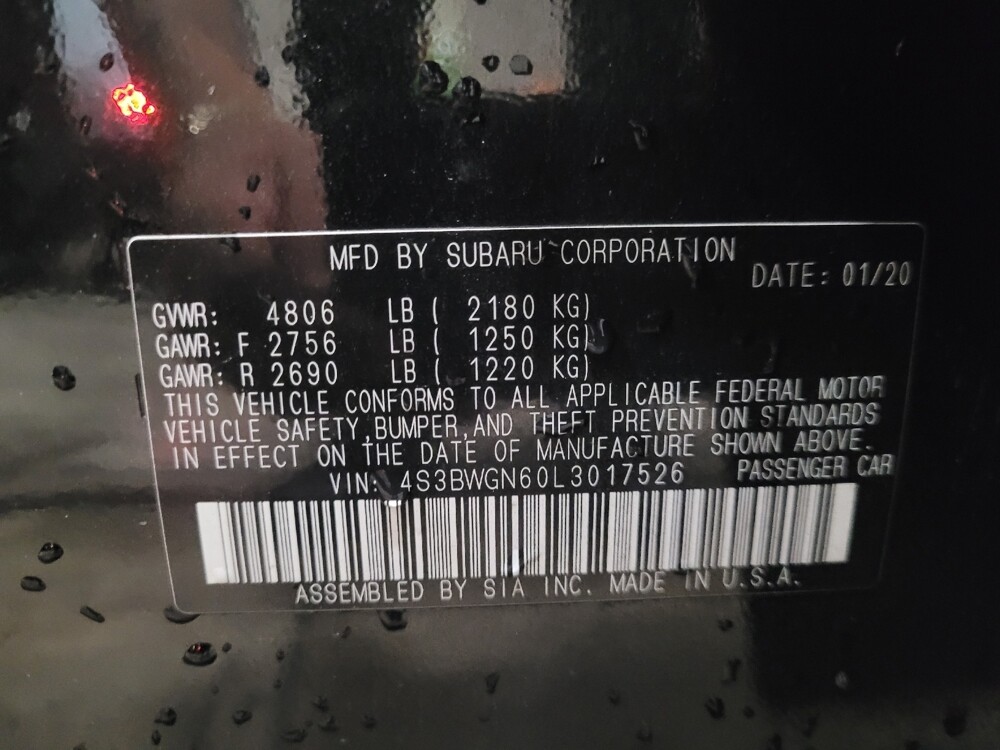 MFD BY SUBARU CORPORATION
DATE: 01/20
GVWR: 4806 LB ( 2180 KG)
GAWR: F 2756 LB ( 1250 KG)
GAWR: R 2690 LB ( 1220 KG)
THIS VEHICLE CONFORMS TO ALL APPLICABLE FEDERAL MOTOR
VEHICLE SAFETY,BUMPER,AND THEFT PREVENTION STANDARDS
IN EFFECT ON THE DATE OF MANUFACTURE SHOWN ABOVE.
VIN: 4S3BWGN60L3017526 PASSENGER CAR
ASSEMBLED BY SIA INC. MADE IN U.S.A.